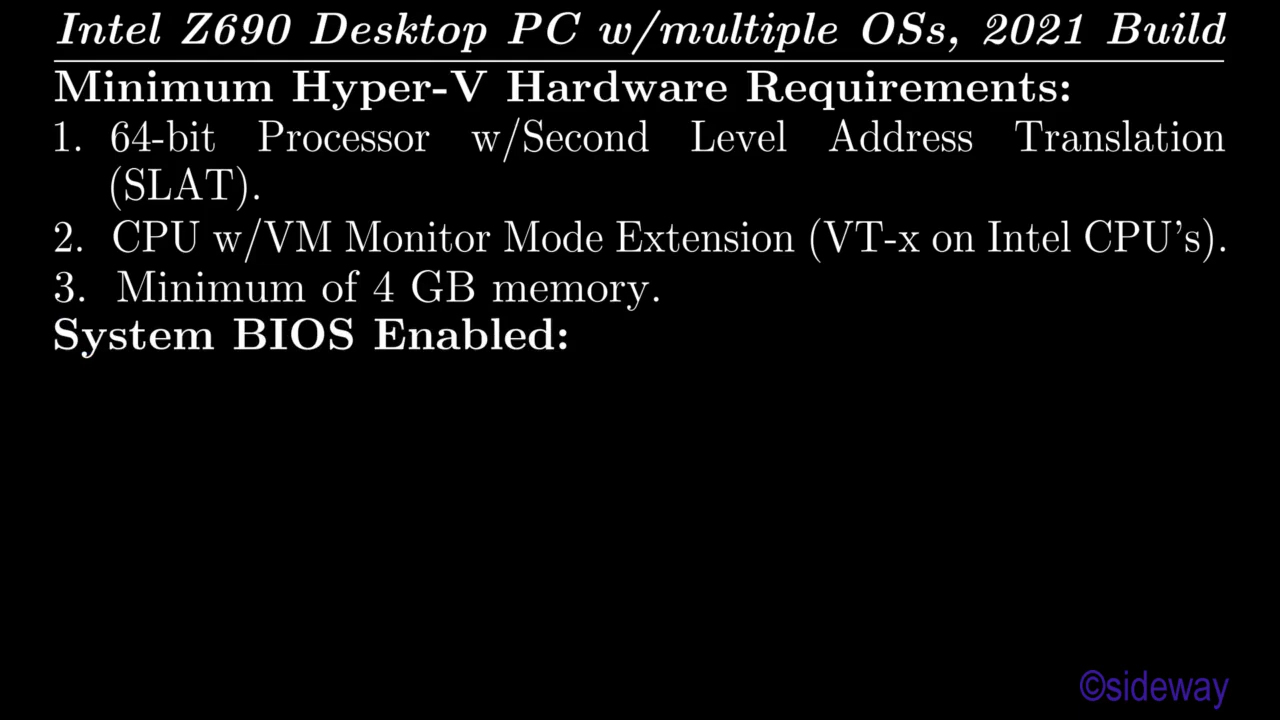 Intel Z690 Desktop PC w/multiple OSs, 2021 Build
Minimum Hyper-V Hardware Requirements:
1. 64-bit Processor w/Second Level Address Translation
(SLAT).
2. CPU w/VM Monitor Mode Extension (VT-x on Intel CPU's).
3. Minimum of 4 GB memory.
System BIOS Enabled:
©sideway